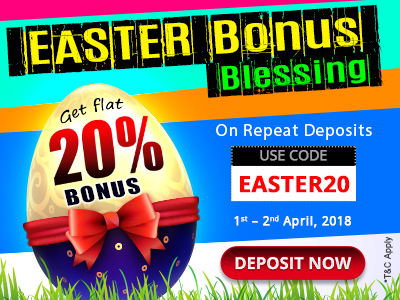 EASTER Bonus
Blessing
Get flat
20%
BONUS
On Repeat Deposits
USE CODE
EASTER20
1st – 2nd April, 2018
DEPOSIT NOW
*T&C Apply